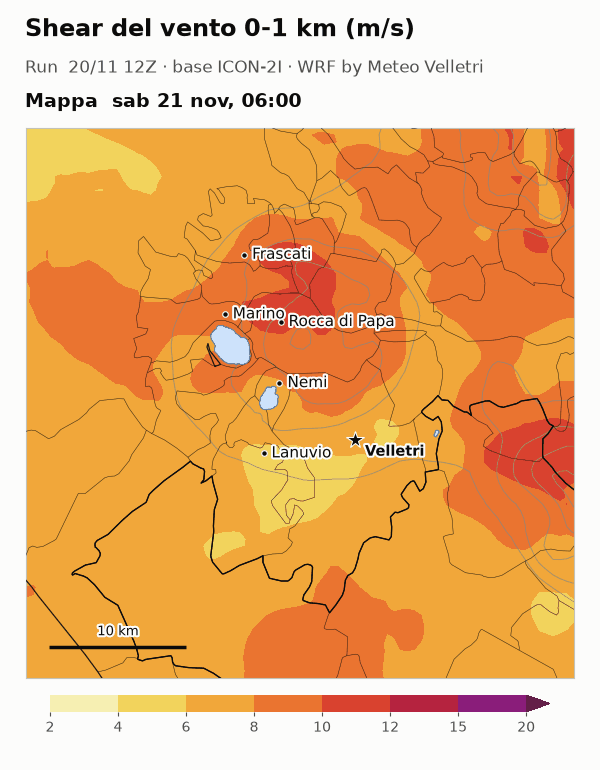 Shear del vento 0-1 km (m/s)
Run  20/11 12Z · base ICON-2I · WRF by Meteo Velletri
Mappa  sab 21 nov, 06:00
Frascati
Marino
Rocca di Papa
Nemi
Velletri
Lanuvio
10 km
2 4 6 8 10 12 15 20